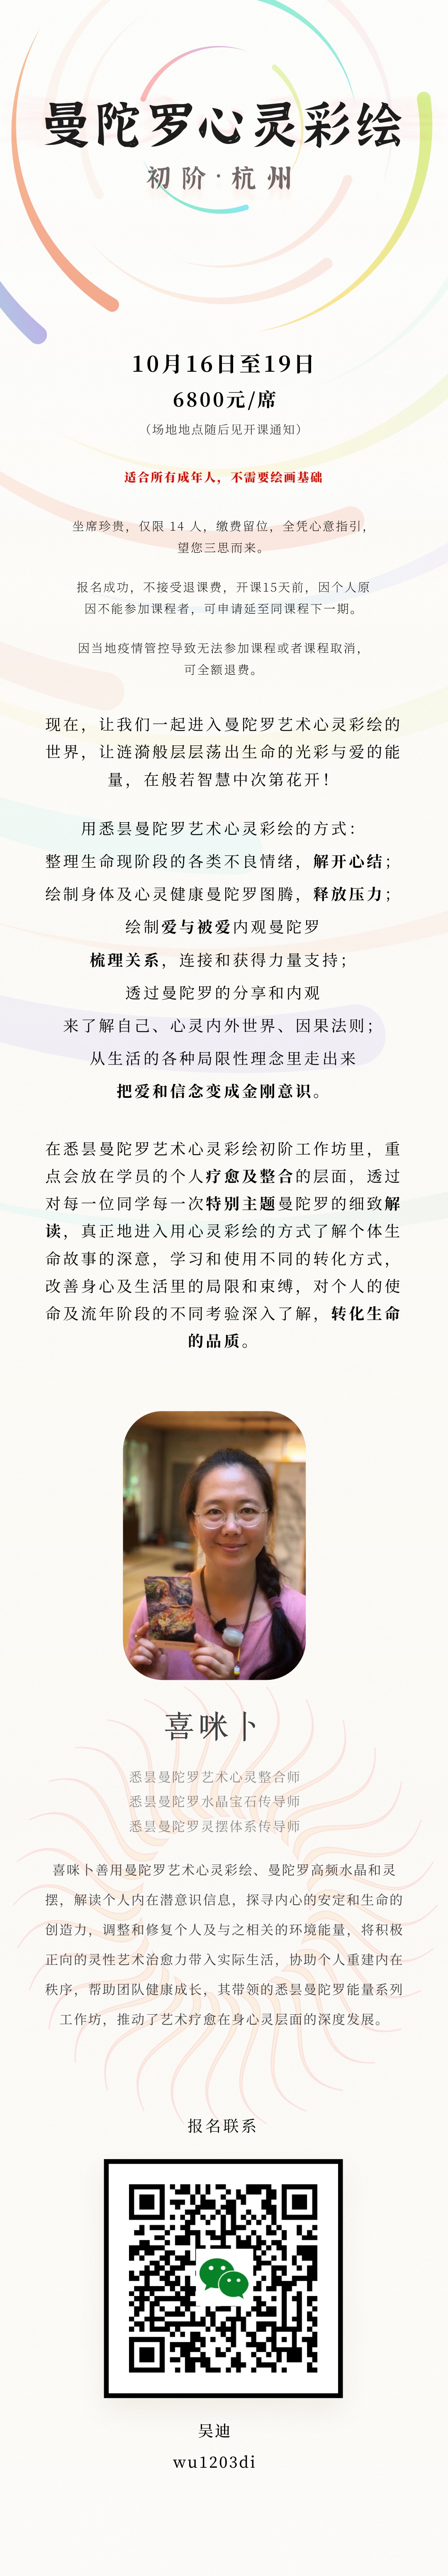 曼陀罗心灵彩绘
初阶·杭州
10月16日至19日
6800元/席
（场地地点随后见开课通知）
适合所有成年人，不需要绘画基础
坐席珍贵，仅限 14 人，缴费留位，全凭心意指引，
望您三思而来。
报名成功，不接受退课费，开课15天前，因个人原
因不能参加课程者，可申请延至同课程下一期。
因当地疫情管控导致无法参加课程或者课程取消，
可全额退费。
现在，让我们一起进入曼陀罗艺术心灵彩绘的
世界，让涟漪般层层荡出生命的光彩与爱的能
量，在般若智慧中次第花开！
用悉昙曼陀罗艺术心灵彩绘的方式：
整理生命现阶段的各类不良情绪，解开心结；
绘制身体及心灵健康曼陀罗图腾，释放压力；
绘制爱与被爱内观曼陀罗
梳理关系，连接和获得力量支持；
透过曼陀罗的分享和内观
来了解自己、心灵内外世界、因果法则；
从生活的各种局限性理念里走出来
把爱和信念变成金刚意识。
在悉昙曼陀罗艺术心灵彩绘初阶工作坊里，重
点会放在学员的个人疗愈及整合的层面，透过
对每一位同学每一次特别主题曼陀罗的细致解
读，真正地进入用心灵彩绘的方式了解个体生
命故事的深意，学习和使用不同的转化方式，
改善身心及生活里的局限和束缚，对个人的使
命及流年阶段的不同考验深入了解，转化生命
的品质。
喜咪卜
悉昙曼陀罗艺术心灵整合师
悉昙曼陀罗水晶宝石传导师
悉昙曼陀罗灵摆体系传导师
喜咪卜善用曼陀罗艺术心灵彩绘、曼陀罗高频水晶和灵
摆，解读个人内在潜意识信息，探寻内心的安定和生命的
创造力，调整和修复个人及与之相关的环境能量，将积极
正向的灵性艺术治愈力带入实际生活，协助个人重建内在
秩序，帮助团队健康成长，其带领的悉昙曼陀罗能量系列
工作坊，推动了艺术疗愈在身心灵层面的深度发展。
报名联系
吴迪
wu1203di